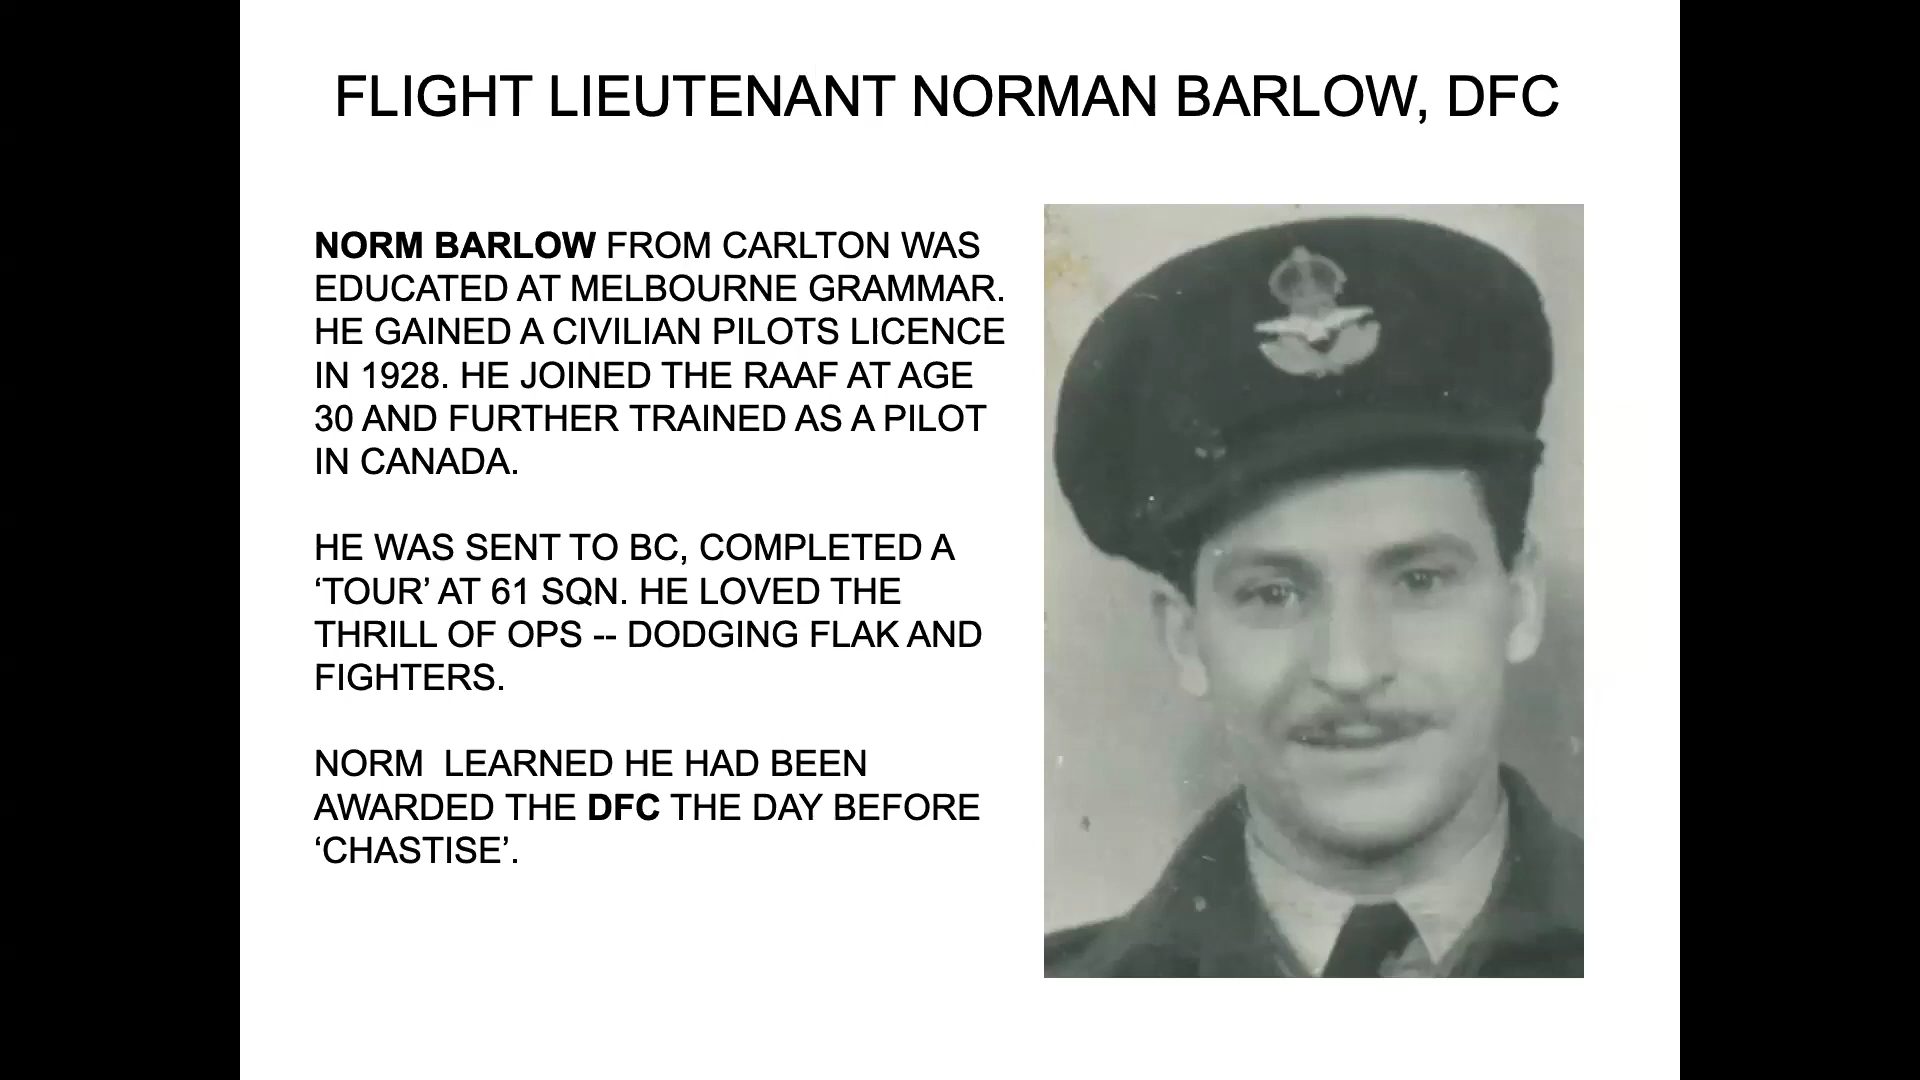 FLIGHT LIEUTENANT NORMAN BARLOW, DFC
NORM BARLOW FROM CARLTON WAS
EDUCATED AT MELBOURNE GRAMMAR.
HE GAINED A CIVILIAN PILOTS LICENCE
IN 1928. HE JOINED THE RAAF AT AGE
30 AND FURTHER TRAINED AS A PILOT
IN CANADA.
HE WAS SENT TO BC, COMPLETED A
‘TOUR’ AT 61 SQN. HE LOVED THE
THRILL OF OPS -- DODGING FLAK AND
FIGHTERS.
NORM  LEARNED HE HAD BEEN
AWARDED THE DFC THE DAY BEFORE
‘CHASTISE’.